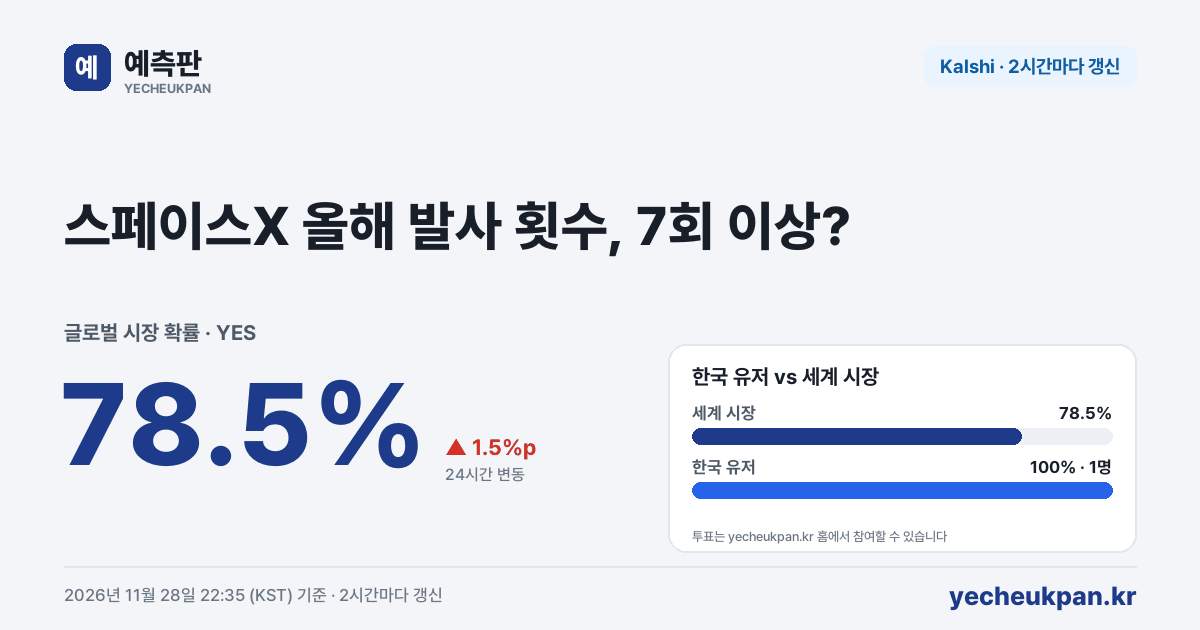 예
예측판
YECHEUKPAN
Kalshi · 2시간마다 갱신
스페이스X 올해 발사 횟수, 7회 이상?
글로벌 시장 확률 · YES
78.5%
▲ 1.5%p
24시간 변동
한국 유저 vs 세계 시장
세계 시장 78.5%
한국 유저 100% · 1명
투표는 yecheukpan.kr 홈에서 참여할 수 있습니다
2026년 11월 28일 22:35 (KST) 기준 · 2시간마다 갱신
yecheukpan.kr